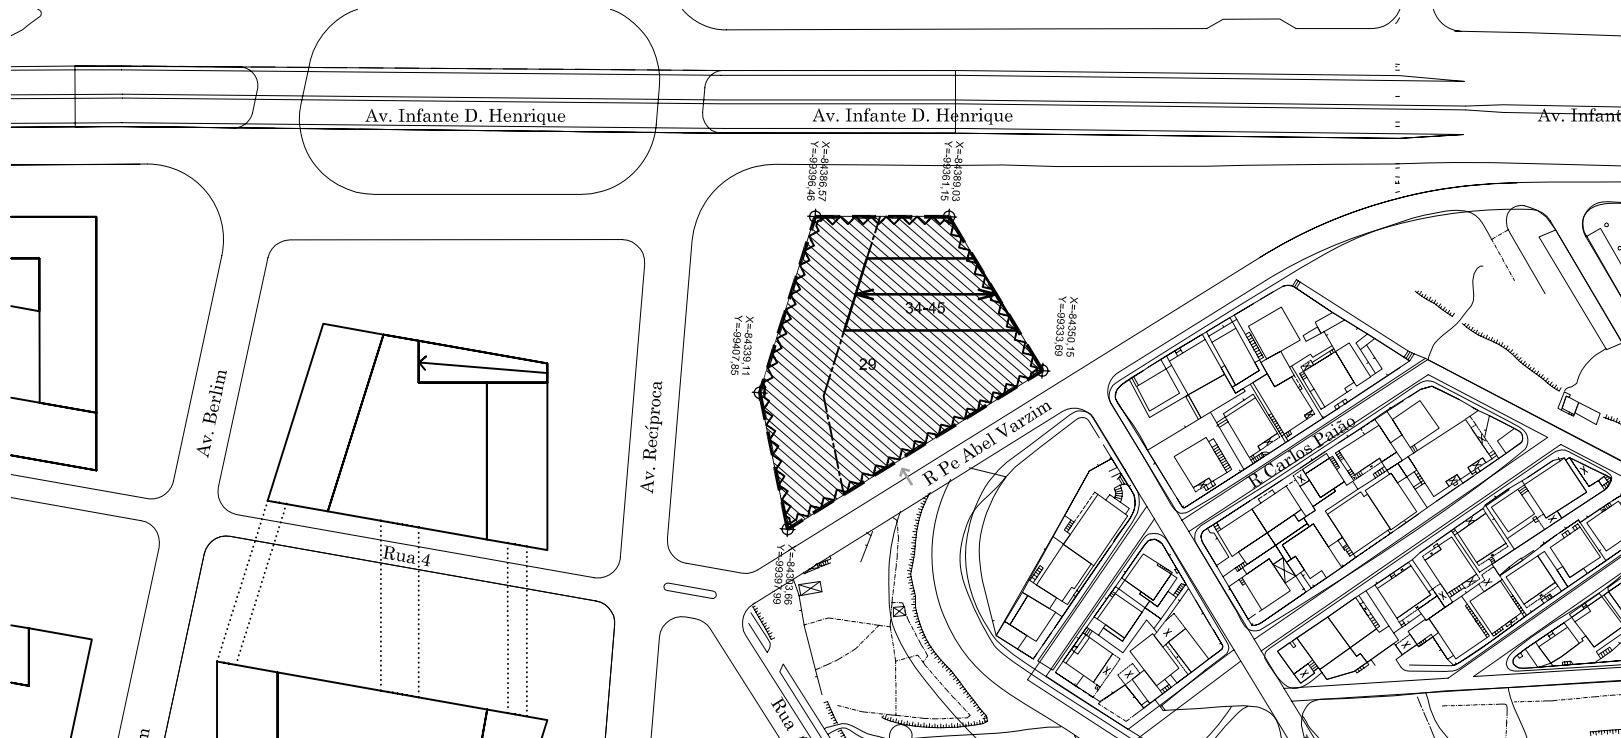 Av. Infante D. Henrique
Av. Infante D. Henrique
Av. Infant
X=-84386,57
Y=-99396,46
X=-84389,03
Y=-99361,15
X=-84350,15
Y=-99333,69
X=-84339,11
Y=-99407,85
34-45
29
Av. Berlim
Av. Recíproca
R Pe Abel Varzim
R Carlos Paião
Rua 4
Y=-99397,99
Rua
m